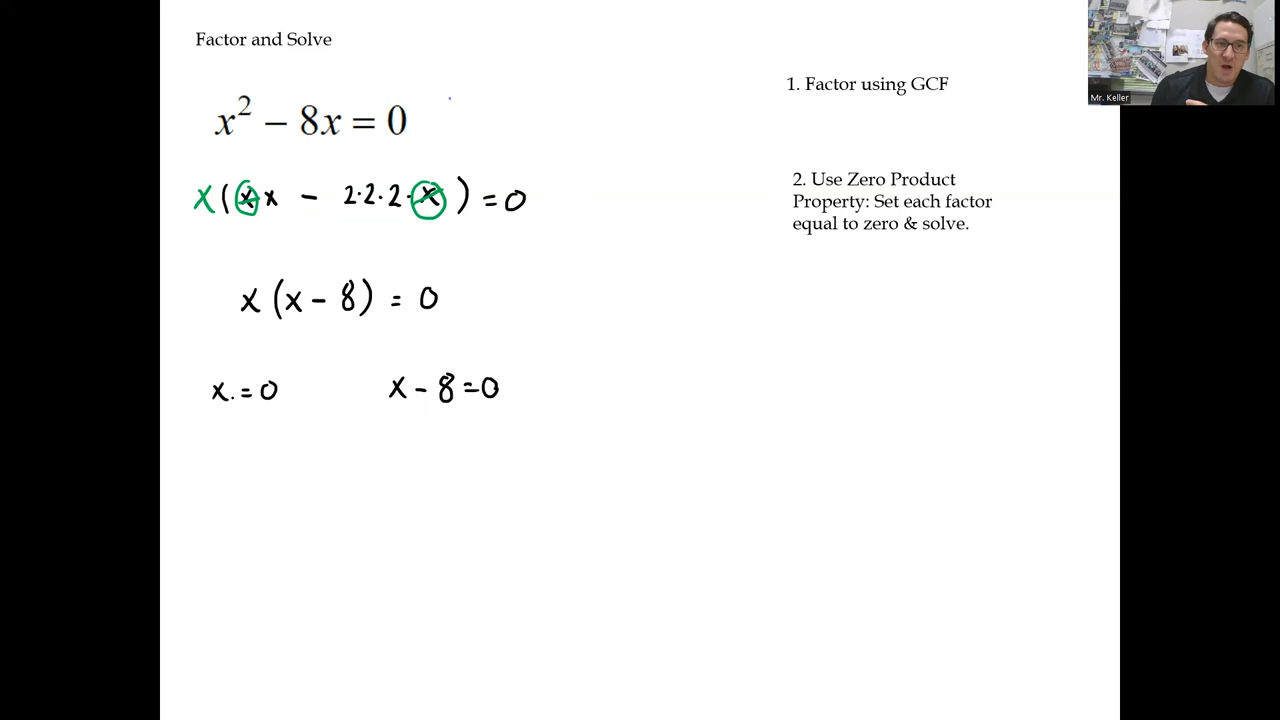 Factor and Solve
x² − 8x = 0
x(x x − 2·2·2·x) = 0
x(x − 8) = 0
x. = 0 x − 8 = 0
1. Factor using GCF
2. Use Zero Product
Property: Set each factor
equal to zero & solve.
Mr. Keller